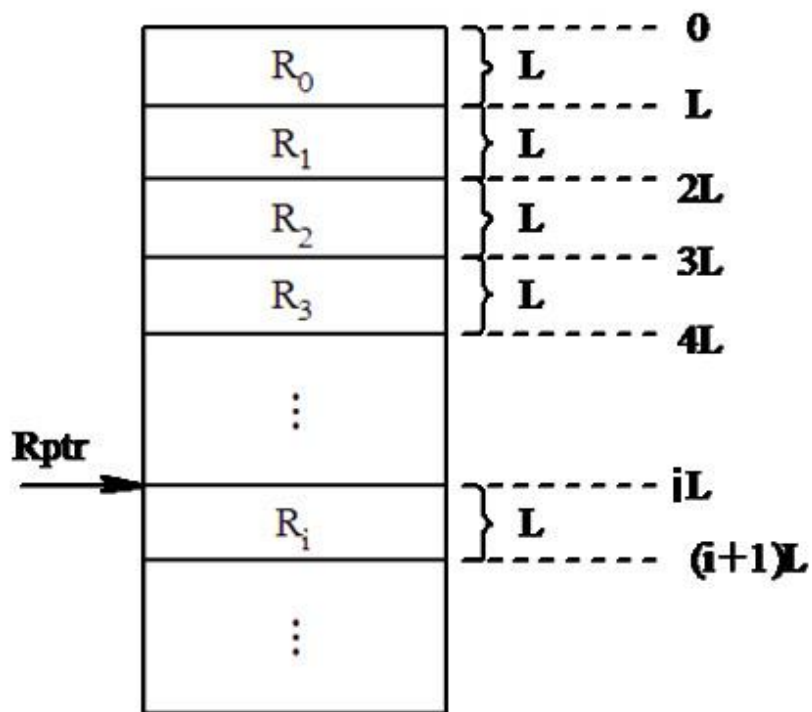 0
R₀ L
L
R₁ L
2L
R₂ L
3L
R₃ L
4L
⋮
Rptr
iL
Rᵢ L
(i+1)L
⋮